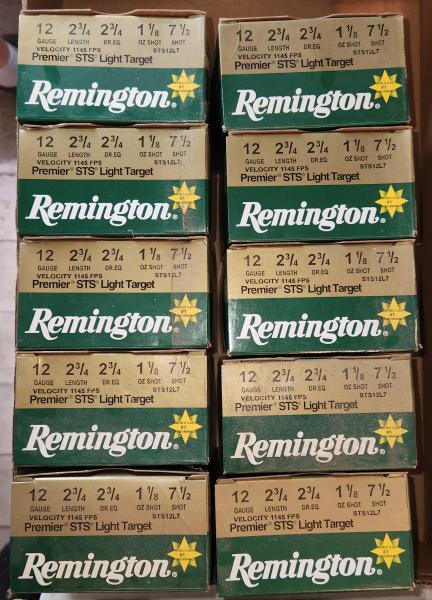 12 2¾ 2¾ 1⅛ 7½
GAUGE LENGTH DR.EQ. OZ SHOT SHOT
VELOCITY 1145 FPS STS12L7
Premier® STS® Light Target
Remington®
#1
12 2¾ 2¾ 1⅛ 7½
GAUGE LENGTH DR.EQ. OZ SHOT SHOT
VELOCITY 1145 FPS STS12L7
Premier® STS® Light Target
Remington®
#1
12 2¾ 2¾ 1⅛ 7½
GAUGE LENGTH DR.EQ. OZ SHOT SHOT
VELOCITY 1145 FPS STS12L7
Premier® STS® Light Target
Remington®
#1
12 2¾ 2¾ 1⅛ 7½
GAUGE LENGTH DR.EQ. OZ SHOT SHOT
VELOCITY 1145 FPS STS12L7
Premier® STS® Light Target
Remington®
#1
12 2¾ 2¾ 1⅛ 7½
GAUGE LENGTH DR.EQ. OZ SHOT SHOT
VELOCITY 1145 FPS STS12L7
Premier® STS® Light Target
Remington®
#1
12 2¾ 2¾ 1⅛ 7½
GAUGE LENGTH DR.EQ. OZ SHOT SHOT
VELOCITY 1145 FPS STS12L7
Premier® STS® Light Target
Remington®
#1
12 2¾ 2¾ 1⅛ 7½
GAUGE LENGTH DR.EQ. OZ SHOT SHOT
VELOCITY 1145 FPS STS12L7
Premier® STS® Light Target
Remington®
#1
12 2¾ 2¾ 1⅛ 7½
GAUGE LENGTH DR.EQ. OZ SHOT SHOT
VELOCITY 1145 FPS STS12L7
Premier® STS® Light Target
Remington®
#1
12 2¾ 2¾ 1⅛ 7½
GAUGE LENGTH DR.EQ. OZ SHOT SHOT
VELOCITY 1145 FPS STS12L7
Premier® STS® Light Target
Remington®
#1
12 2¾ 2¾ 1⅛ 7½
GAUGE LENGTH DR.EQ. OZ SHOT SHOT
VELOCITY 1145 FPS STS12L7
Premier® STS® Light Target
Remington®
#1